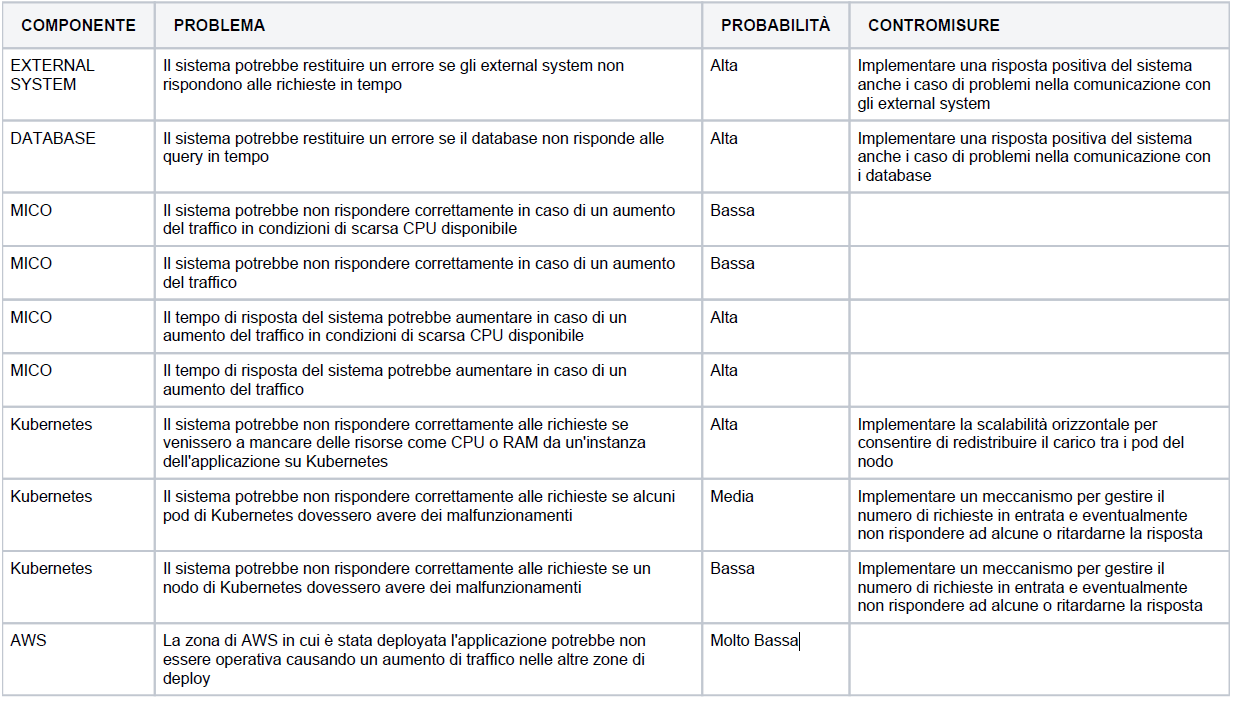 COMPONENTE PROBLEMA PROBABILITÀ CONTROMISURE
EXTERNAL
SYSTEM
Il sistema potrebbe restituire un errore se gli external system non
rispondono alle richieste in tempo
Alta
Implementare una risposta positiva del sistema
anche i caso di problemi nella comunicazione con
gli external system
DATABASE
Il sistema potrebbe restituire un errore se il database non risponde alle
query in tempo
Alta
Implementare una risposta positiva del sistema
anche i caso di problemi nella comunicazione con
i database
MICO
Il sistema potrebbe non rispondere correttamente in caso di un aumento
del traffico in condizioni di scarsa CPU disponibile
Bassa
MICO
Il sistema potrebbe non rispondere correttamente in caso di un aumento
del traffico
Bassa
MICO
Il tempo di risposta del sistema potrebbe aumentare in caso di un
aumento del traffico in condizioni di scarsa CPU disponibile
Alta
MICO
Il tempo di risposta del sistema potrebbe aumentare in caso di un
aumento del traffico
Alta
Kubernetes
Il sistema potrebbe non rispondere correttamente alle richieste se
venissero a mancare delle risorse come CPU o RAM da un'instanza
dell'applicazione su Kubernetes
Alta
Implementare la scalabilità orizzontale per
consentire di redistribuire il carico tra i pod del
nodo
Kubernetes
Il sistema potrebbe non rispondere correttamente alle richieste se alcuni
pod di Kubernetes dovessero avere dei malfunzionamenti
Media
Implementare un meccanismo per gestire il
numero di richieste in entrata e eventualmente
non rispondere ad alcune o ritardarne la risposta
Kubernetes
Il sistema potrebbe non rispondere correttamente alle richieste se un
nodo di Kubernetes dovessero avere dei malfunzionamenti
Bassa
Implementare un meccanismo per gestire il
numero di richieste in entrata e eventualmente
non rispondere ad alcune o ritardarne la risposta
AWS
La zona di AWS in cui è stata deployata l'applicazione potrebbe non
essere operativa causando un aumento di traffico nelle altre zone di
deploy
Molto Bassa